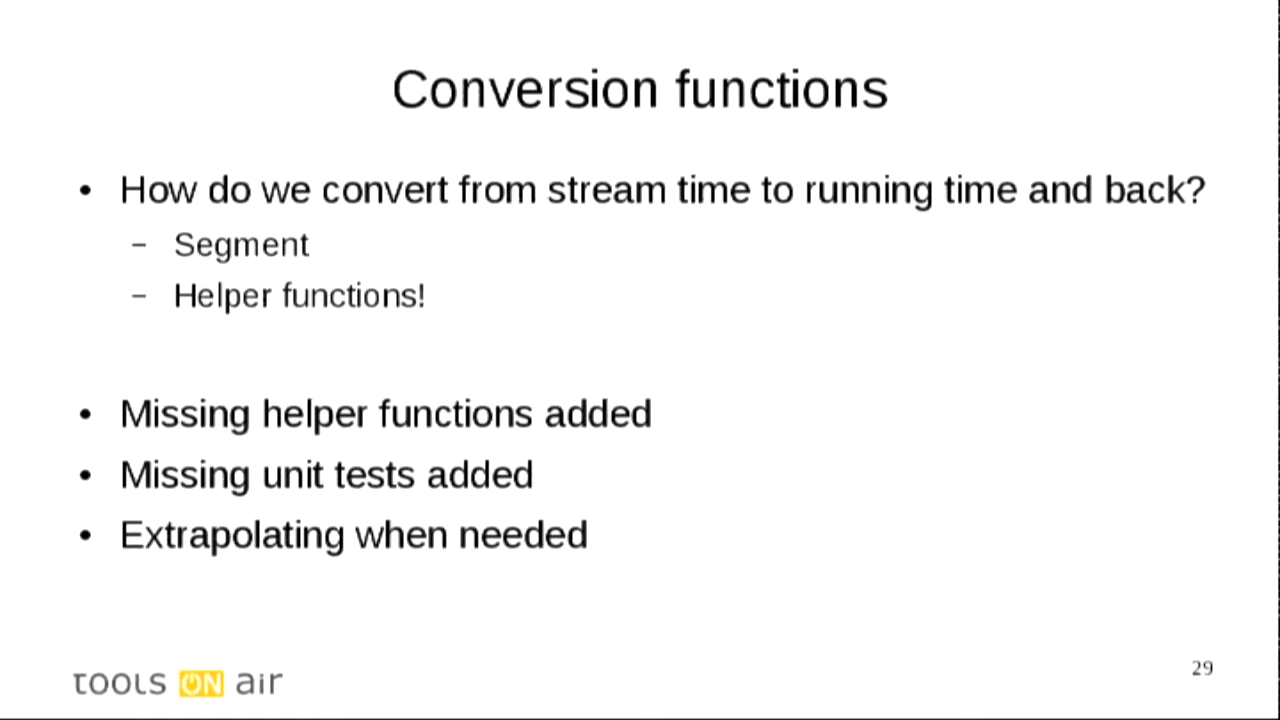 Conversion functions
• How do we convert from stream time to running time and back?
– Segment
– Helper functions!
• Missing helper functions added
• Missing unit tests added
• Extrapolating when needed
tools ON air
29